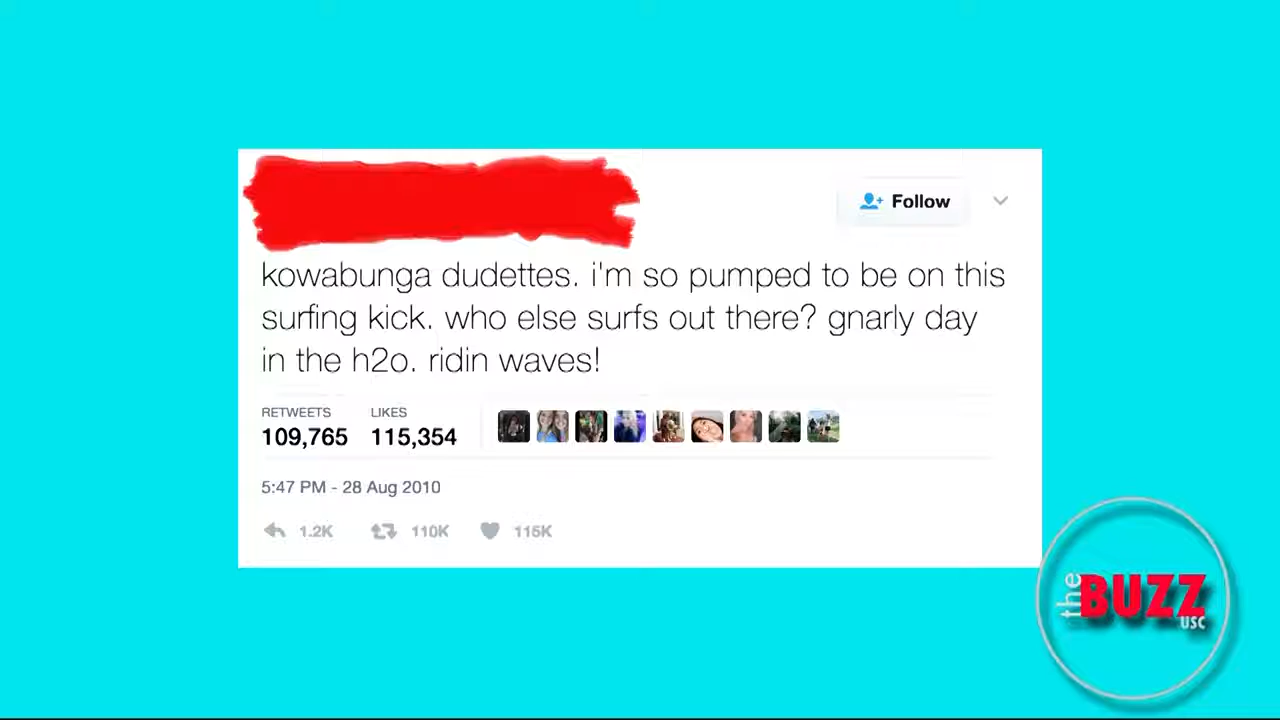 Follow
kowabunga dudettes. i'm so pumped to be on this
surfing kick. who else surfs out there? gnarly day
in the h2o. ridin waves!
RETWEETS LIKES
109,765 115,354
5:47 PM - 28 Aug 2010
1.2K 110K 115K
the BUZZ
USC